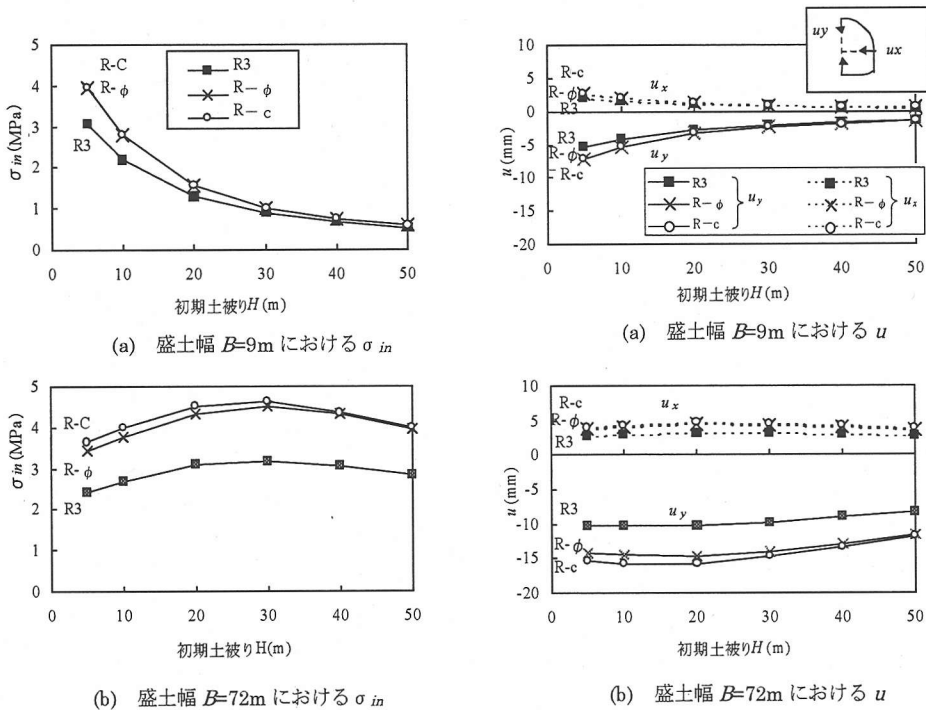 5
4
3
2
1
0
σ in (MPa)
R-C
R-φ
R3
R3
R－φ
R－c
0 10 20 30 40 50
初期土被りH(m)
(a) 盛土幅 B=9m における σ in
10
5
0
-5
-10
-15
-20
u (mm)
uy
ux
R-c
R-φ
R3
ux
R3
R-φ
R-c
uy
R3
R－φ
R－c
uy
R3
R－φ
R－c
ux
0 10 20 30 40 50
初期土被りH(m)
(a) 盛土幅 B=9m における u
5
4
3
2
1
0
σ in (MPa)
R-C
R-φ
R3
0 10 20 30 40 50
初期土被りH(m)
(b) 盛土幅 B=72m における σ in
10
5
0
-5
-10
-15
-20
u (mm)
R-c
R-φ
R3
ux
R3
uy
R-φ
R-c
0 10 20 30 40 50
初期土被りH(m)
(b) 盛土幅 B=72m における u